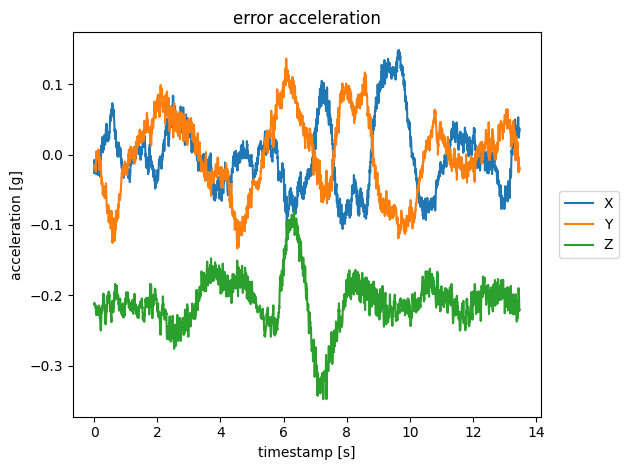 error acceleration
acceleration [g]
0.1
0.0
−0.1
−0.2
−0.3
0 2 4 6 8 10 12 14
timestamp [s]
X
Y
Z